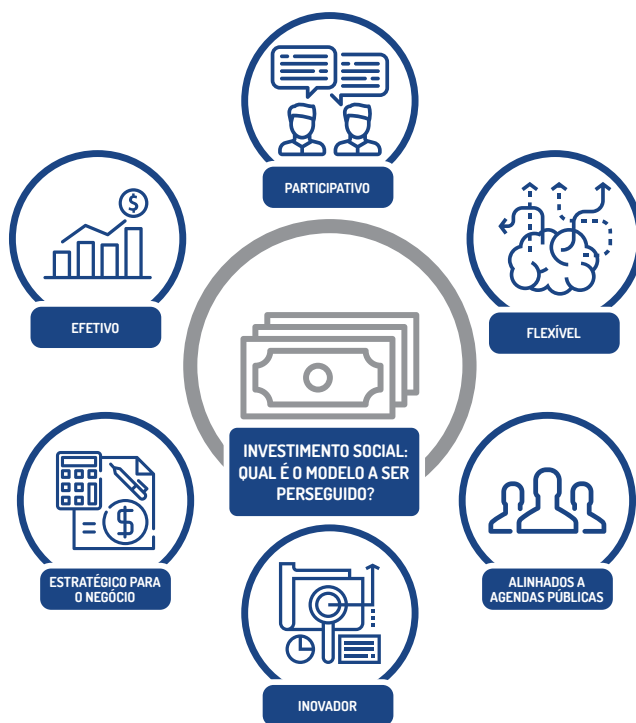 PARTICIPATIVO
EFETIVO
FLEXÍVEL
INVESTIMENTO SOCIAL:
QUAL É O MODELO A SER
PERSEGUIDO?
ESTRATÉGICO PARA
O NEGÓCIO
ALINHADOS A
AGENDAS PÚBLICAS
INOVADOR